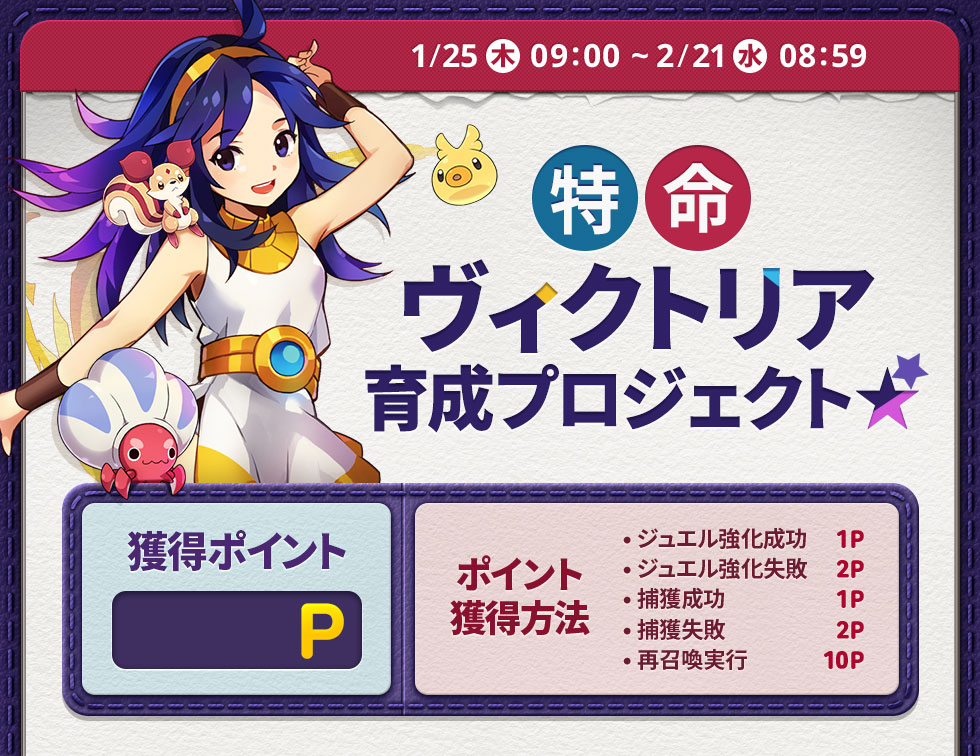 1/25 木 09:00 ~ 2/21 水 08:59
特命
ヴィクトリア
育成プロジェクト★
獲得ポイント
P
ポイント
獲得方法
• ジュエル強化成功 1P
• ジュエル強化失敗 2P
• 捕獲成功 1P
• 捕獲失敗 2P
• 再召喚実行 10P